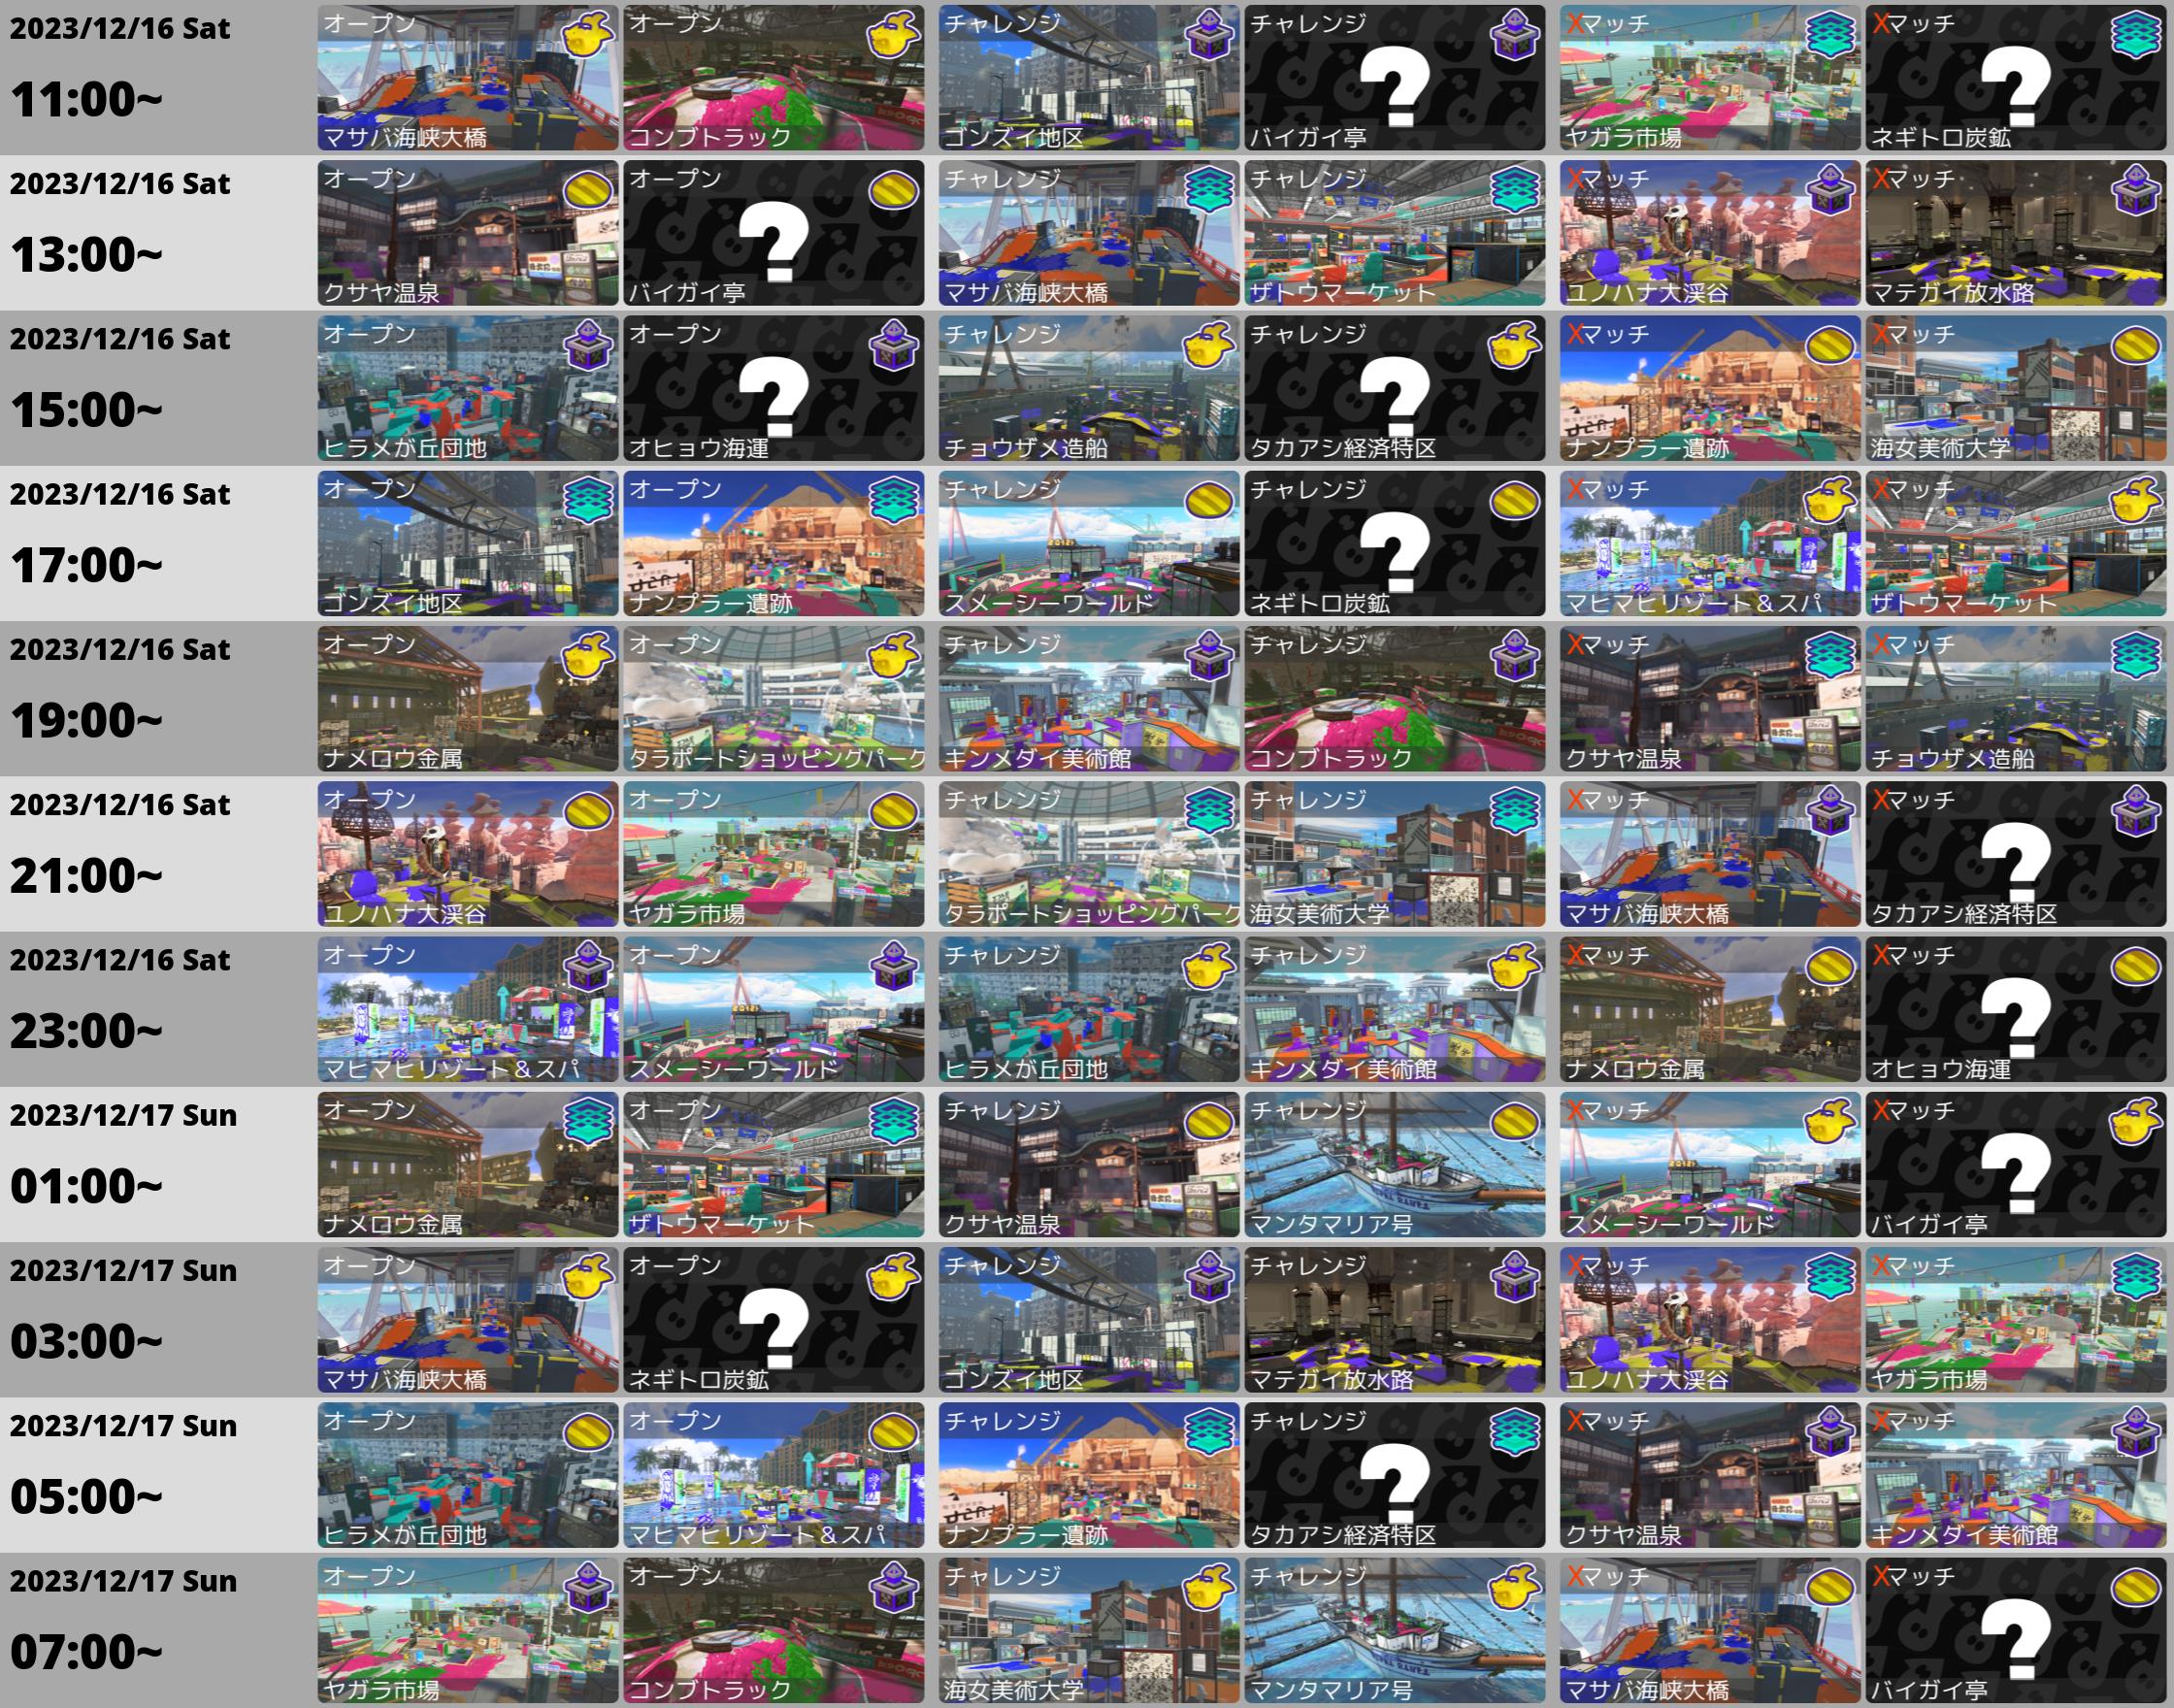 2023/12/16 Sat
11:00~
オープン
マサバ海峡大橋
オープン
コンブトラック
チャレンジ
ゴンズイ地区
チャレンジ
バイガイ亭
Xマッチ
ヤガラ市場
Xマッチ
ネギトロ炭鉱
2023/12/16 Sat
13:00~
オープン
クサヤ温泉
オープン
バイガイ亭
チャレンジ
マサバ海峡大橋
チャレンジ
ザトウマーケット
Xマッチ
ユノハナ大渓谷
Xマッチ
マテガイ放水路
2023/12/16 Sat
15:00~
オープン
ヒラメが丘団地
オープン
オヒョウ海運
チャレンジ
チョウザメ造船
チャレンジ
タカアシ経済特区
Xマッチ
ナンプラー遺跡
Xマッチ
海女美術大学
2023/12/16 Sat
17:00~
オープン
ゴンズイ地区
オープン
ナンプラー遺跡
チャレンジ
スメーシーワールド
チャレンジ
ネギトロ炭鉱
Xマッチ
マヒマヒリゾート＆スパ
Xマッチ
ザトウマーケット
2023/12/16 Sat
19:00~
オープン
ナメロウ金属
オープン
タラポートショッピングパーク
チャレンジ
キンメダイ美術館
チャレンジ
コンブトラック
Xマッチ
クサヤ温泉
Xマッチ
チョウザメ造船
2023/12/16 Sat
21:00~
オープン
ユノハナ大渓谷
オープン
ヤガラ市場
チャレンジ
タラポートショッピングパーク
チャレンジ
海女美術大学
Xマッチ
マサバ海峡大橋
Xマッチ
タカアシ経済特区
2023/12/16 Sat
23:00~
オープン
マヒマヒリゾート＆スパ
オープン
スメーシーワールド
チャレンジ
ヒラメが丘団地
チャレンジ
キンメダイ美術館
Xマッチ
ナメロウ金属
Xマッチ
オヒョウ海運
2023/12/17 Sun
01:00~
オープン
ナメロウ金属
オープン
ザトウマーケット
チャレンジ
クサヤ温泉
チャレンジ
マンタマリア号
Xマッチ
スメーシーワールド
Xマッチ
バイガイ亭
2023/12/17 Sun
03:00~
オープン
マサバ海峡大橋
オープン
ネギトロ炭鉱
チャレンジ
ゴンズイ地区
チャレンジ
マテガイ放水路
Xマッチ
ユノハナ大渓谷
Xマッチ
ヤガラ市場
2023/12/17 Sun
05:00~
オープン
ヒラメが丘団地
オープン
マヒマヒリゾート＆スパ
チャレンジ
ナンプラー遺跡
チャレンジ
タカアシ経済特区
Xマッチ
クサヤ温泉
Xマッチ
キンメダイ美術館
2023/12/17 Sun
07:00~
オープン
ヤガラ市場
オープン
コンブトラック
チャレンジ
海女美術大学
チャレンジ
マンタマリア号
Xマッチ
マサバ海峡大橋
Xマッチ
バイガイ亭